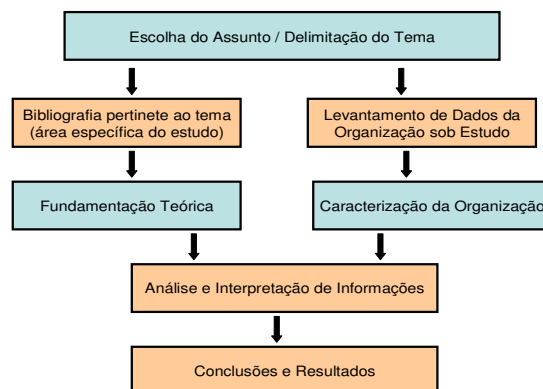 Escolha do Assunto / Delimitação do Tema
Bibliografia pertinete ao tema
(área específica do estudo)
Levantamento de Dados da
Organização sob Estudo
Fundamentação Teórica
Caracterização da Organização
Análise e Interpretação de Informações
Conclusões e Resultados